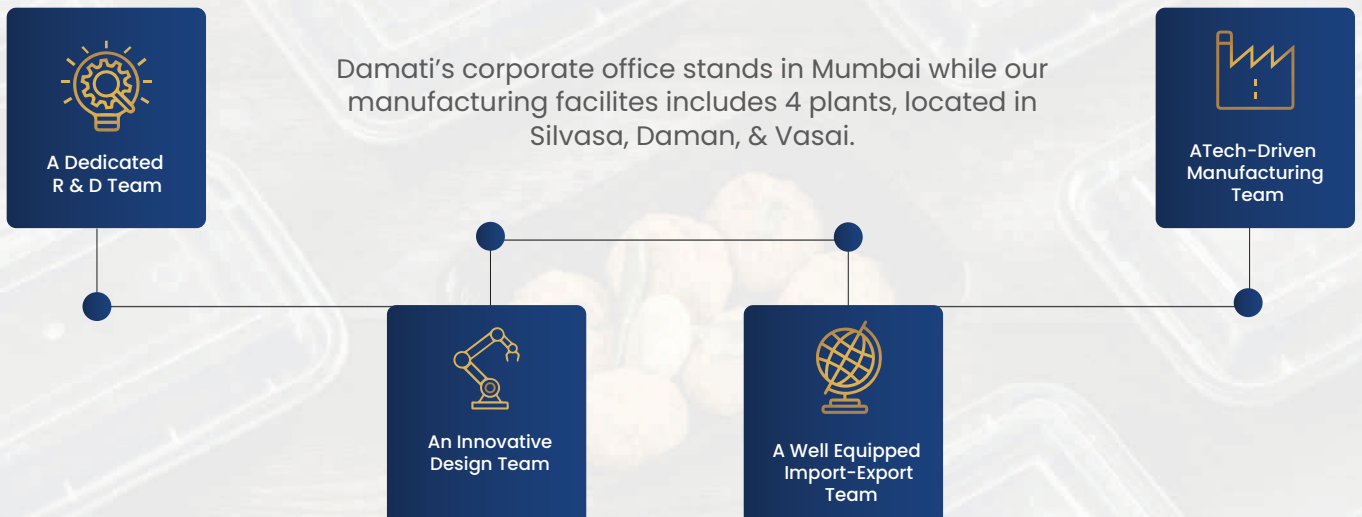 Damati’s corporate office stands in Mumbai while our
manufacturing facilites includes 4 plants, located in
Silvasa, Daman, & Vasai.
A Dedicated
R & D Team
An Innovative
Design Team
A Well Equipped
Import-Export
Team
ATech-Driven
Manufacturing
Team